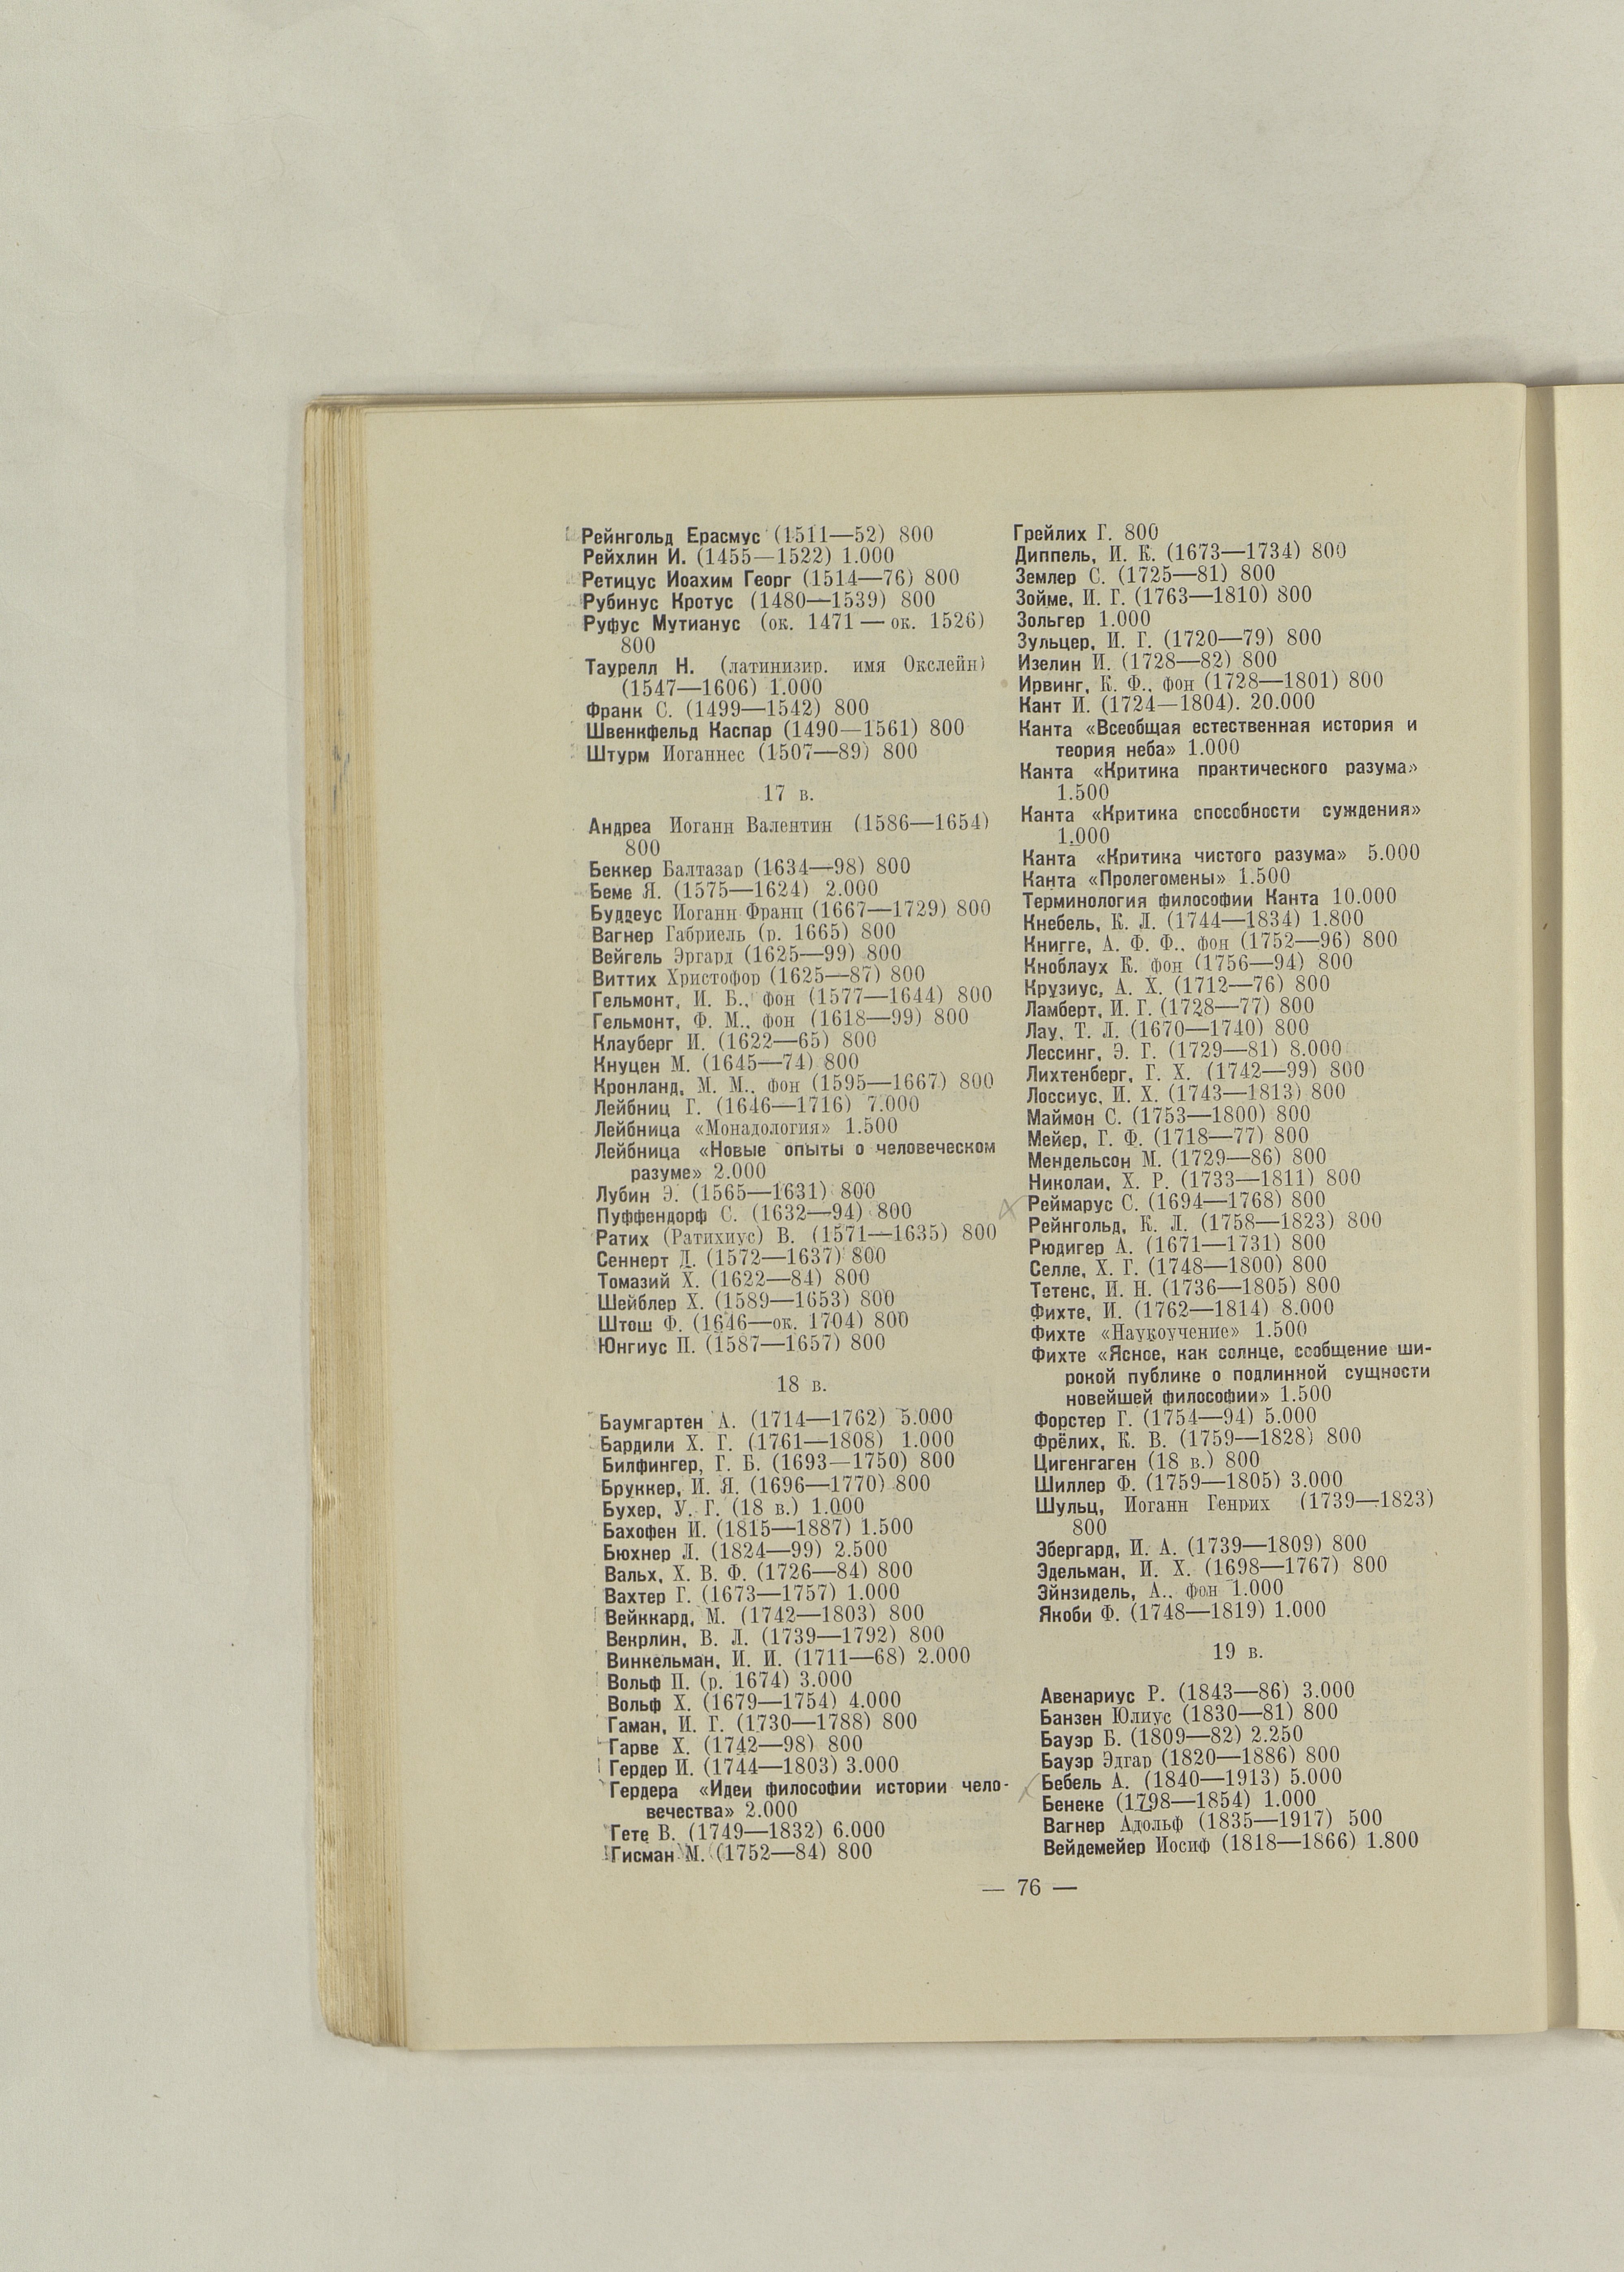 Рейнгольд Ерасмус (1511—52) 800
Рейхлин И. (1455—1522) 1.000
Ретицус Иоахим Георг (1514—76) 800
Рубинус Кротус (1480—1539) 800
Руфус Мутианус (ок. 1471 — ок. 1526)
800
Таурелл Н. (латинизир. имя Окслейн)
(1547—1606) 1.000
Франк С. (1499—1542) 800
Швенкфельд Каспар (1490—1561) 800
Штурм Иоганнес (1507—89) 800
17 в.
Андреа Иоганн Валентин (1586—1654)
800
Беккер Балтазар (1634—98) 800
Беме Я. (1575—1624) 2.000
Буддеус Иоганн Франц (1667—1729) 800
Вагнер Габриель (р. 1665) 800
Вейгель Эргард (1625—99) 800
Виттих Христофор (1625—87) 800
Гельмонт, И. Б., фон (1577—1644) 800
Гельмонт, Ф. М., фон (1618—99) 800
Клауберг И. (1622—65) 800
Кнуцен М. (1645—74) 800
Кронланд, М. М., фон (1595—1667) 800
Лейбниц Г. (1646—1716) 7.000
Лейбница «Монадология» 1.500
Лейбница «Новые опыты о человеческом
разуме» 2.000
Лубин Э. (1565—1631) 800
Пуффендорф С. (1632—94) 800
Ратих (Ратихиус) В. (1571—1635) 800
Сеннерт Д. (1572—1637) 800
Томазий Х. (1622—84) 800
Шейблер Х. (1589—1653) 800
Штош Ф. (1646—ок. 1704) 800
Юнгиус П. (1587—1657) 800
18 в.
Баумгартен А. (1714—1762) 5.000
Бардили Х. Г. (1761—1808) 1.000
Билфингер, Г. Б. (1693—1750) 800
Бруккер, И. Я. (1696—1770) 800
Бухер, У. Г. (18 в.) 1.000
Бахофен И. (1815—1887) 1.500
Бюхнер Л. (1824—99) 2.500
Вальх, Х. В. Ф. (1726—84) 800
Вахтер Г. (1673—1757) 1.000
Вейккард, М. (1742—1803) 800
Векрлин, В. Л. (1739—1792) 800
Винкельман, И. И. (1711—68) 2.000
Вольф П. (р. 1674) 3.000
Вольф Х. (1679—1754) 4.000
Гаман, И. Г. (1730—1788) 800
Гарве Х. (1742—98) 800
Гердер И. (1744—1803) 3.000
Гердера «Идеи философии истории чело-
вечества» 2.000
Гете В. (1749—1832) 6.000
Гисман М. (1752—84) 800
Грейлих Г. 800
Диппель, И. К. (1673—1734) 800
Землер С. (1725—81) 800
Зойме, И. Г. (1763—1810) 800
Зольгер 1.000
Зульцер, И. Г. (1720—79) 800
Изелин И. (1728—82) 800
Ирвинг, К. Ф., фон (1728—1801) 800
Кант И. (1724—1804). 20.000
Канта «Всеобщая естественная история и
теория неба» 1.000
Канта «Критика практического разума»
1.500
Канта «Критика способности суждения»
1.000
Канта «Критика чистого разума» 5.000
Канта «Пролегомены» 1.500
Терминология философии Канта 10.000
Кнебель, К. Л. (1744—1834) 1.800
Книгге, А. Ф. Ф., фон (1752—96) 800
Кноблаух К. фон (1756—94) 800
Крузиус, А. Х. (1712—76) 800
Ламберт, И. Г. (1728—77) 800
Лау, Т. Л. (1670—1740) 800
Лессинг, Э. Г. (1729—81) 8.000
Лихтенберг, Г. Х. (1742—99) 800
Лоссиус, И. Х. (1743—1813) 800
Маймон С. (1753—1800) 800
Мейер, Г. Ф. (1718—77) 800
Мендельсон М. (1729—86) 800
Николаи, Х. Р. (1733—1811) 800
Реймарус С. (1694—1768) 800
Рейнгольд, К. Л. (1758—1823) 800
Рюдигер А. (1671—1731) 800
Селле, Х. Г. (1748—1800) 800
Тетенс, И. Н. (1736—1805) 800
Фихте, И. (1762—1814) 8.000
Фихте «Наукоучение» 1.500
Фихте «Ясное, как солнце, сообщение ши-
рокой публике о подлинной сущности
новейшей философии» 1.500
Форстер Г. (1754—94) 5.000
Фрёлих, К. В. (1759—1828) 800
Цигенгаген (18 в.) 800
Шиллер Ф. (1759—1805) 3.000
Шульц, Иоганн Генрих (1739—1823)
800
Эбергард, И. А. (1739—1809) 800
Эдельман, И. Х. (1698—1767) 800
Эйнзидель, А., фон 1.000
Якоби Ф. (1748—1819) 1.000
19 в.
Авенариус Р. (1843—86) 3.000
Банзен Юлиус (1830—81) 800
Бауэр Б. (1809—82) 2.250
Бауэр Эдгар (1820—1886) 800
Бебель А. (1840—1913) 5.000
Бенеке (1798—1854) 1.000
Вагнер Адольф (1835—1917) 500
Вейдемейер Иосиф (1818—1866) 1.800
— 76 —